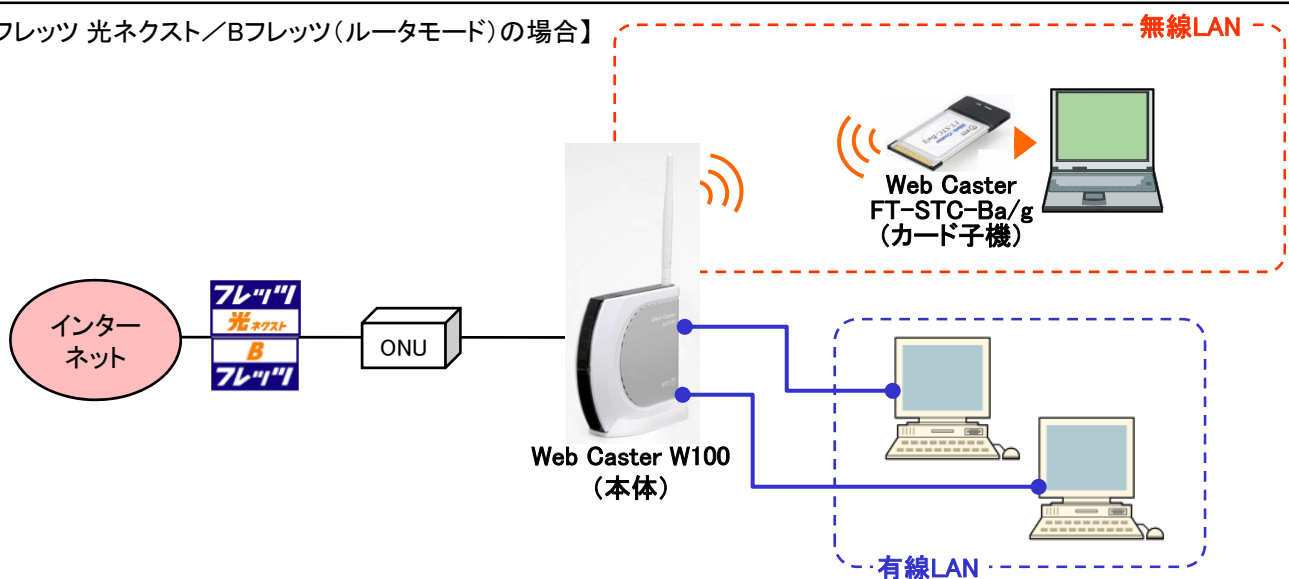 フレッツ 光ネクスト／Bフレッツ（ルータモード）の場合】
無線LAN
Web Caster
FT-STC-Ba/g
（カード子機）
フレッツ
光ネクスト
B
フレッツ
インター
ネット
ONU
Web Caster W100
（本体）
有線LAN